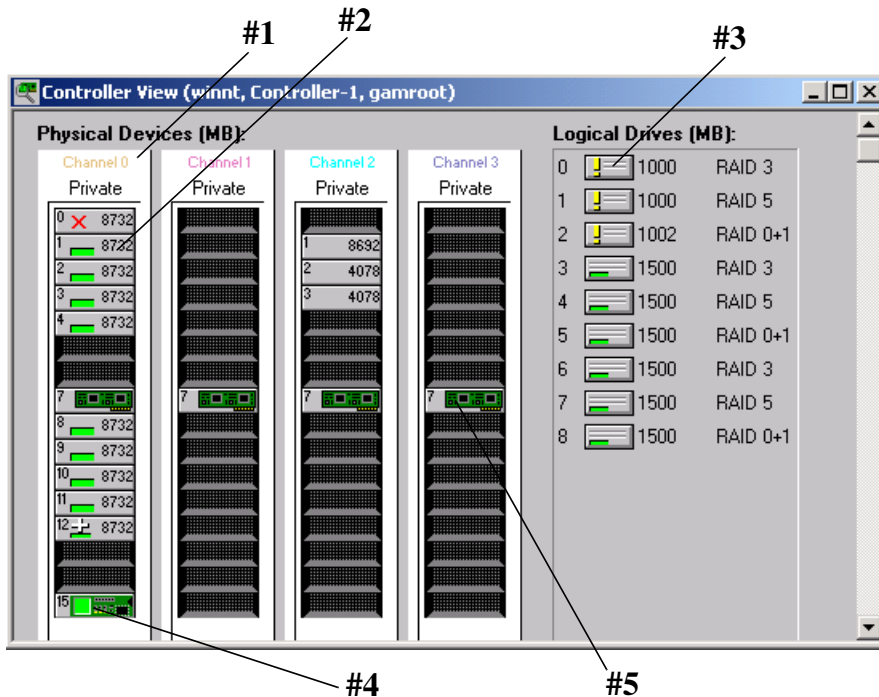 #1
#2
#3
Controller View (winnt, Controller-1, gamroot)
Physical Devices (MB):
Channel 0
Private
0 8732
1 8722
2 8732
3 8732
4 8732
7
8 8732
9 8732
10 8732
11 8732
12 8732
15
Channel 1
Private
7
Channel 2
Private
1 8692
2 4078
3 4078
7
Channel 3
Private
7
Logical Drives (MB):
0 1000 RAID 3
1 1000 RAID 5
2 1002 RAID 0+1
3 1500 RAID 3
4 1500 RAID 5
5 1500 RAID 0+1
6 1500 RAID 3
7 1500 RAID 5
8 1500 RAID 0+1
#4
#5